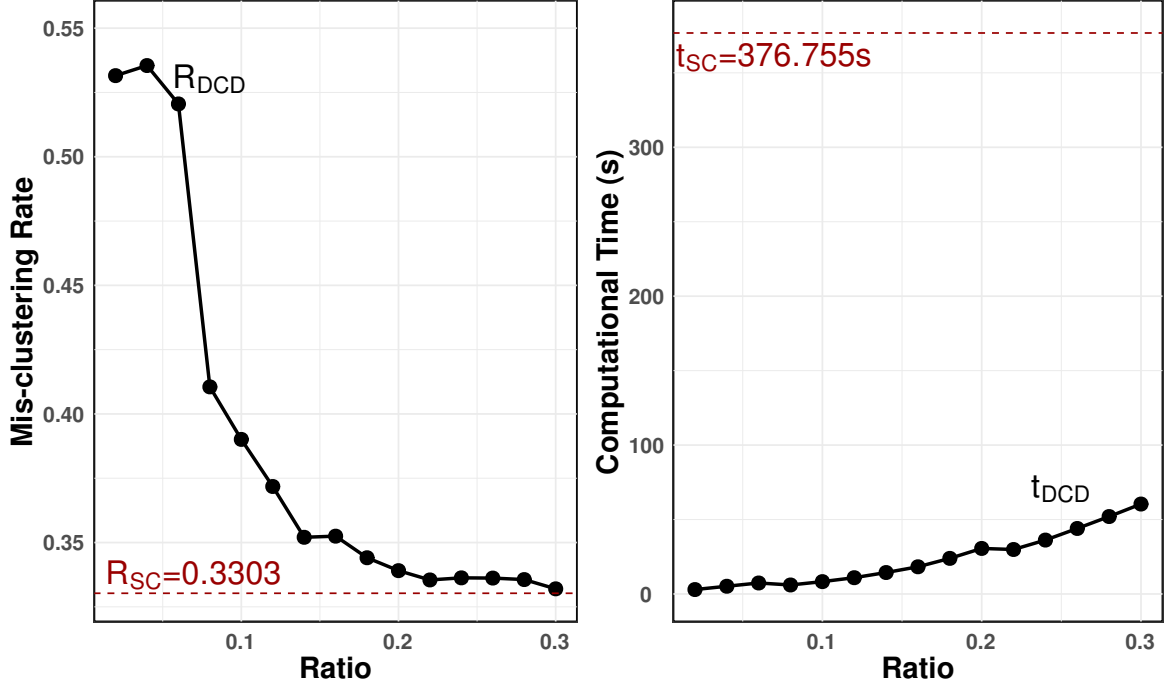 0.55
0.50
0.45
0.40
0.35
Mis-clustering Rate
R_DCD
R_SC=0.3303
0.1
0.2
0.3
Ratio
300
200
100
0
Computational Time (s)
t_SC=376.755s
t_DCD
0.1
0.2
0.3
Ratio